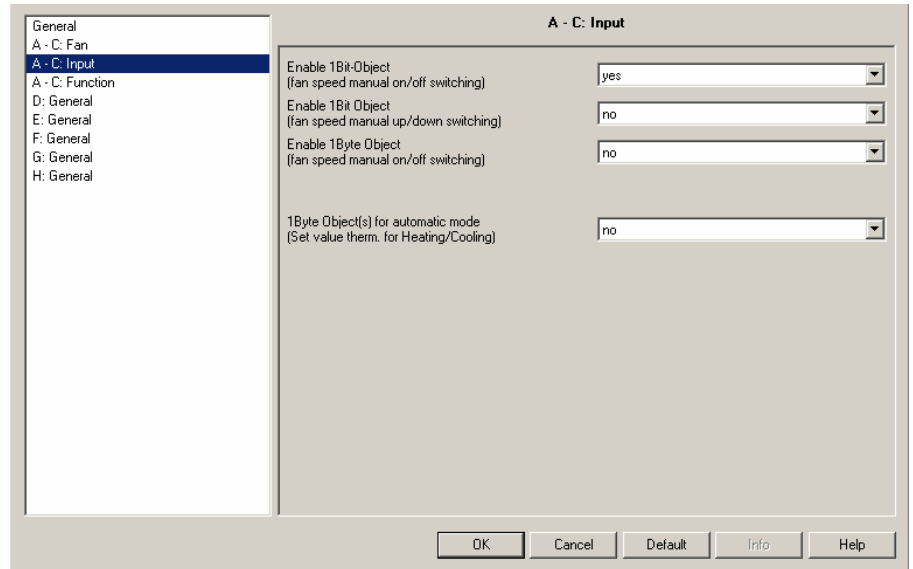 General
A - C: Fan
A - C: Input
A - C: Function
D: General
E: General
F: General
G: General
H: General
A - C: Input
Enable 1Bit-Object
(fan speed manual on/off switching)
yes
Enable 1Bit Object
(fan speed manual up/down switching)
no
Enable 1Byte Object
(fan speed manual on/off switching)
no
1Byte Object(s) for automatic mode
(Set value therm. for Heating/Cooling)
no
OK
Cancel
Default
Info
Help